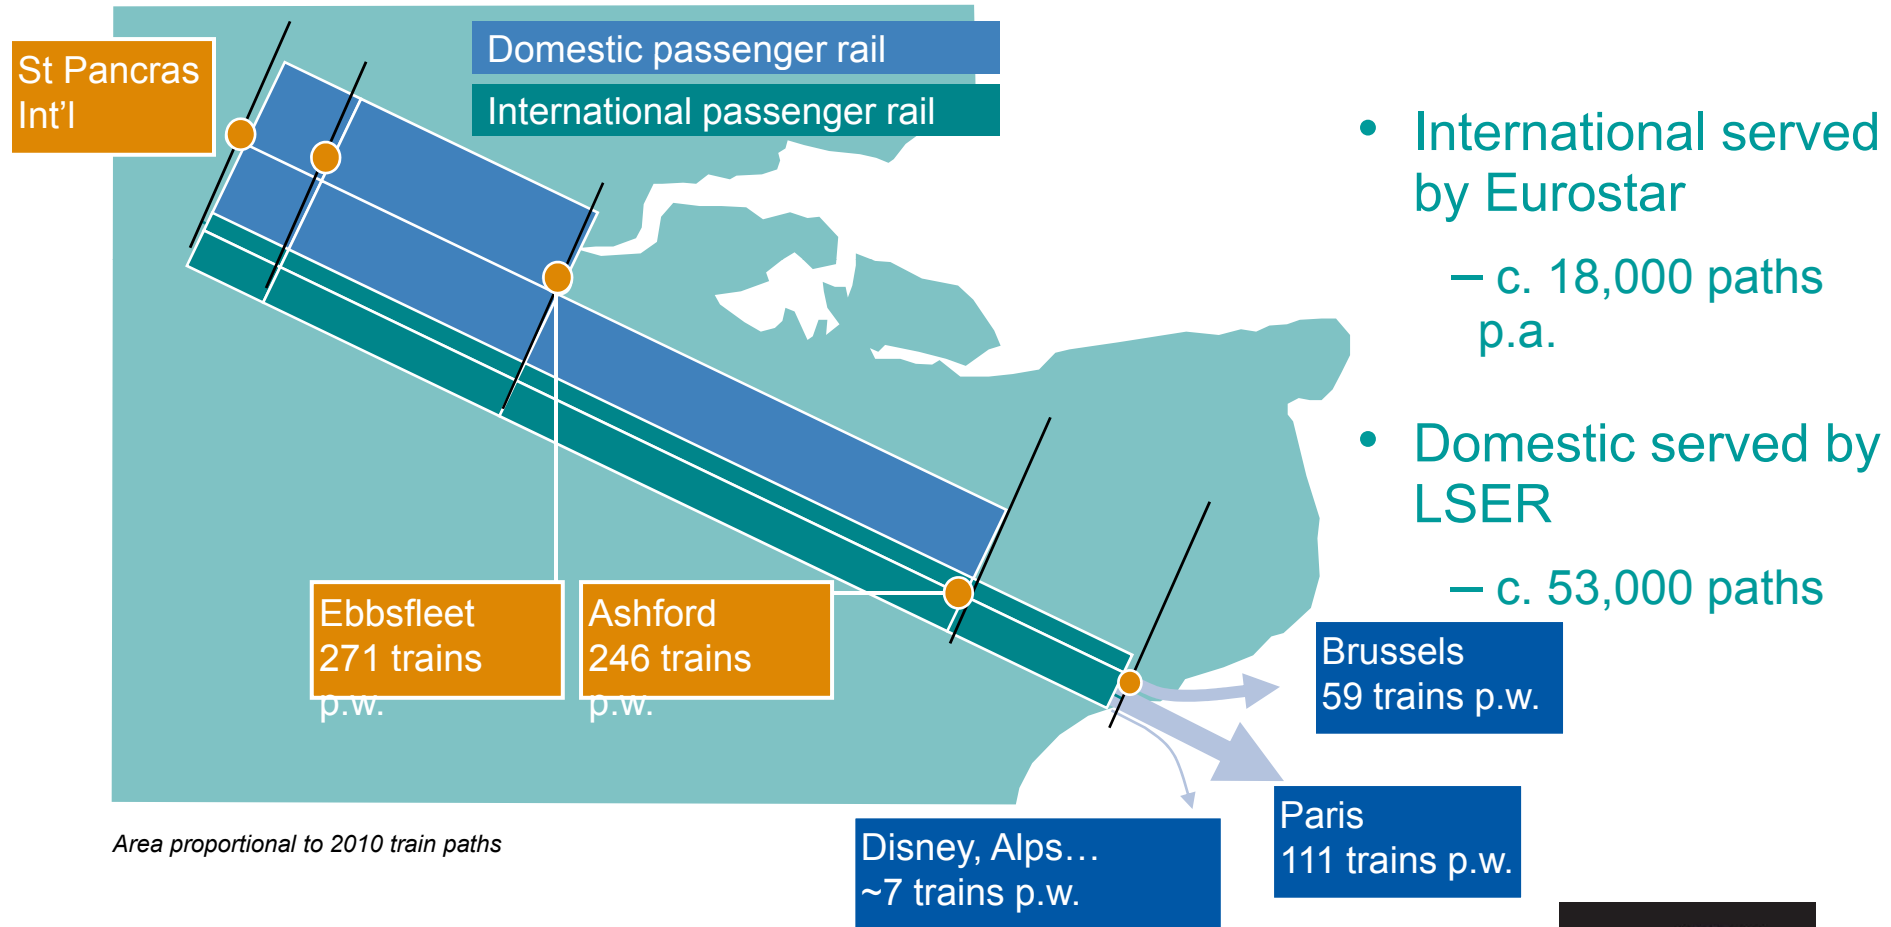 St Pancras
Int’l
Domestic passenger rail
International passenger rail
• International served
by Eurostar
– c. 18,000 paths
p.a.
• Domestic served by
LSER
– c. 53,000 paths
Ebbsfleet
271 trains
p.w.
Ashford
246 trains
p.w.
Brussels
59 trains p.w.
Paris
111 trains p.w.
Disney, Alps…
~7 trains p.w.
Area proportional to 2010 train paths